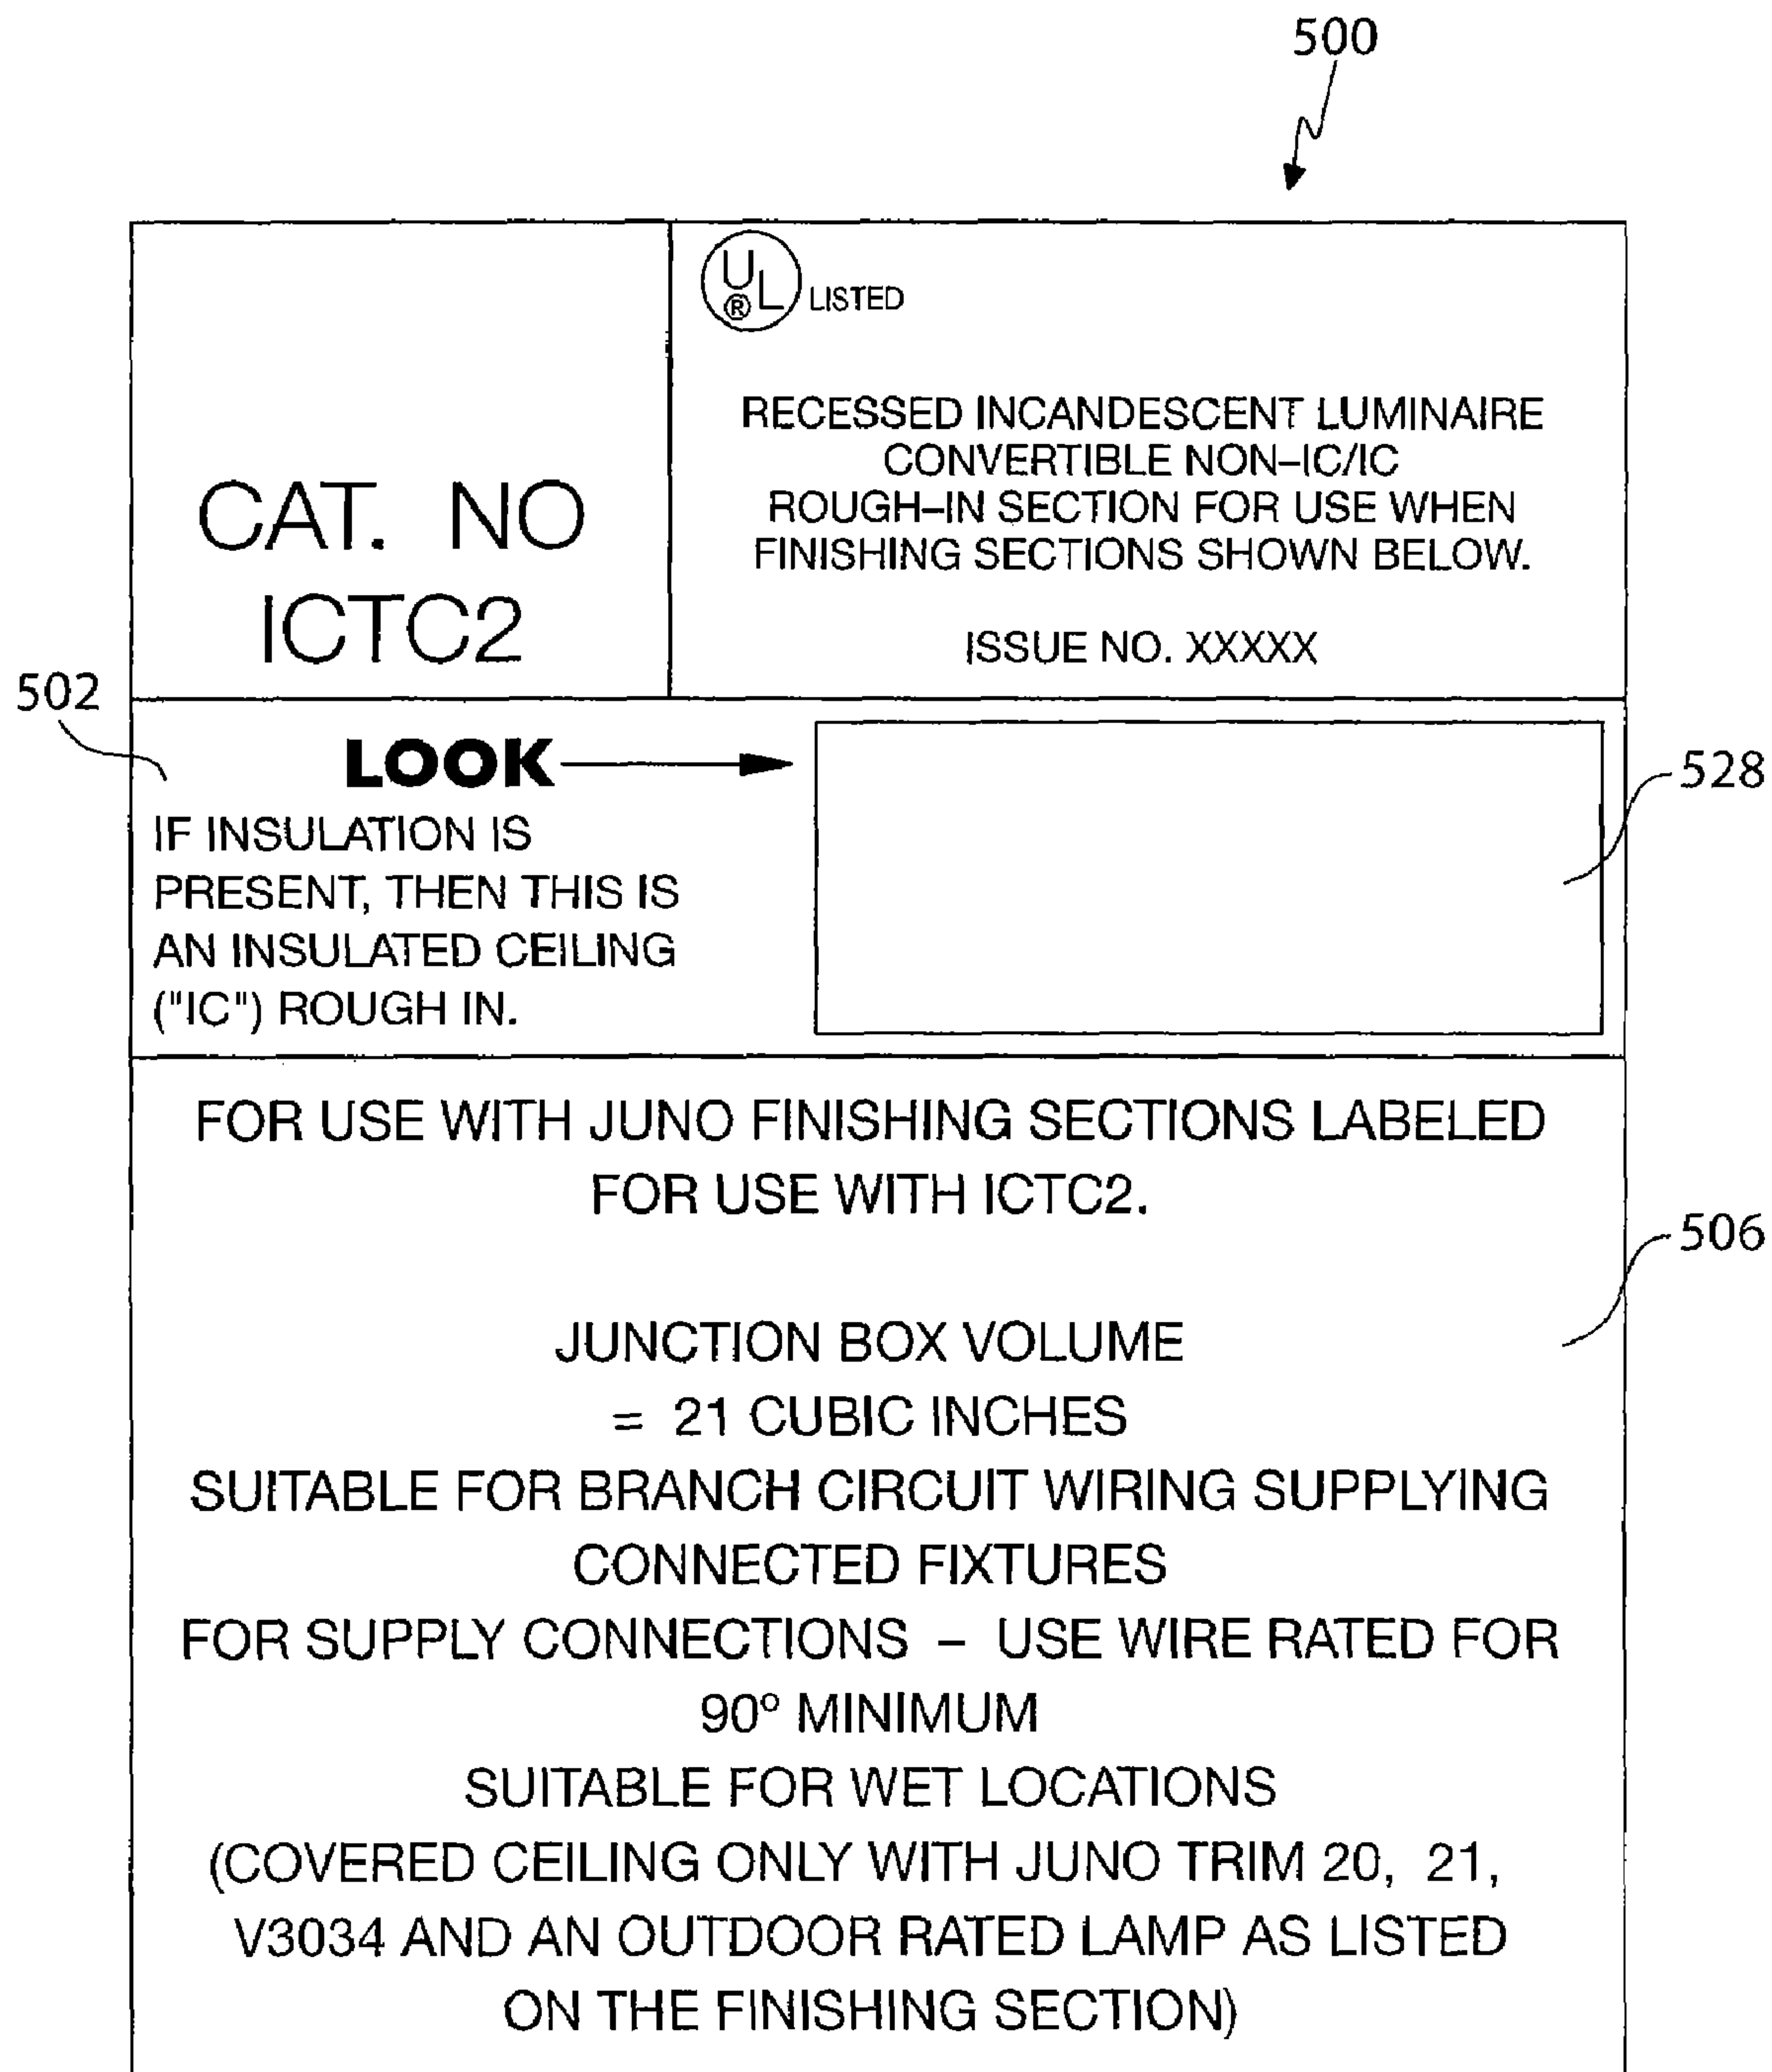 500
UL
® LISTED
RECESSED INCANDESCENT LUMINAIRE
CONVERTIBLE NON–IC/IC
ROUGH–IN SECTION FOR USE WHEN
FINISHING SECTIONS SHOWN BELOW.
ISSUE NO. XXXXX
CAT. NO
ICTC2
502
LOOK
IF INSULATION IS
PRESENT, THEN THIS IS
AN INSULATED CEILING
("IC") ROUGH IN.
528
FOR USE WITH JUNO FINISHING SECTIONS LABELED
FOR USE WITH ICTC2.
506
JUNCTION BOX VOLUME
= 21 CUBIC INCHES
SUITABLE FOR BRANCH CIRCUIT WIRING SUPPLYING
CONNECTED FIXTURES
FOR SUPPLY CONNECTIONS – USE WIRE RATED FOR
90° MINIMUM
SUITABLE FOR WET LOCATIONS
(COVERED CEILING ONLY WITH JUNO TRIM 20, 21,
V3034 AND AN OUTDOOR RATED LAMP AS LISTED
ON THE FINISHING SECTION)